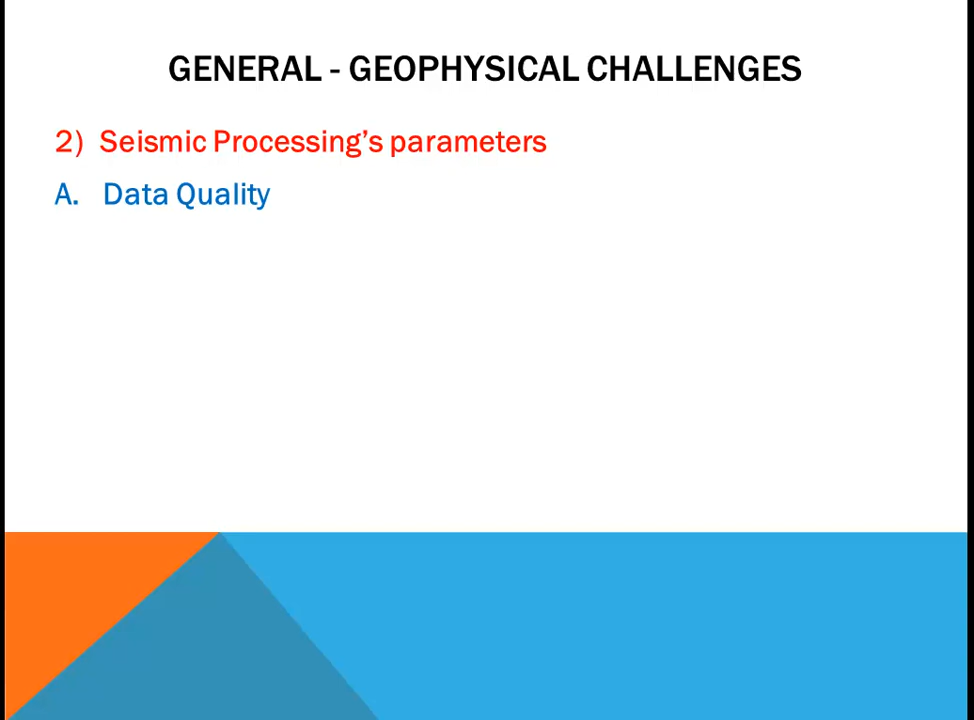 GENERAL - GEOPHYSICAL CHALLENGES
2) Seismic Processing’s parameters
A. Data Quality